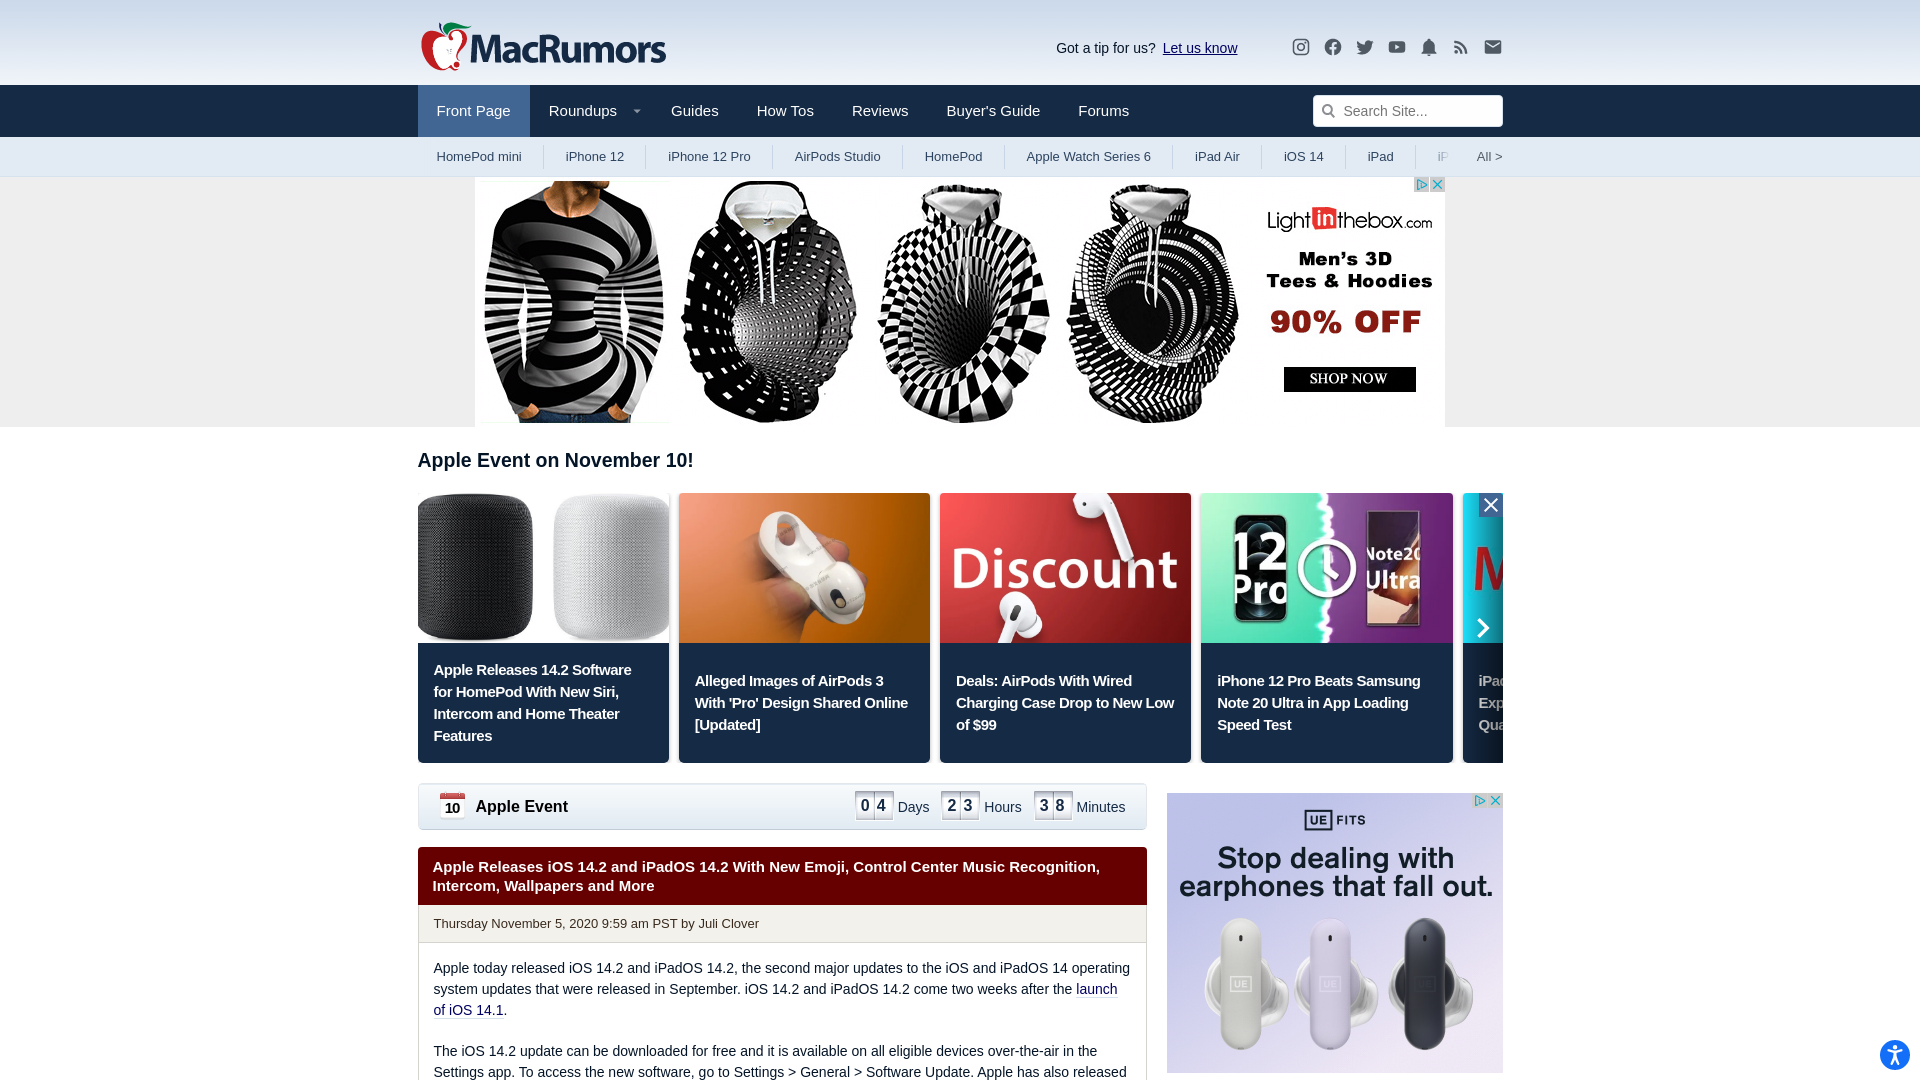 MacRumors
Got a tip for us? Let us know
Front Page
Roundups
Guides
How Tos
Reviews
Buyer's Guide
Forums
Search Site...
HomePod mini
iPhone 12
iPhone 12 Pro
AirPods Studio
HomePod
Apple Watch Series 6
iPad Air
iOS 14
iPad
iP
All >
Lightinthebox.com
Men's 3D
Tees & Hoodies
90% OFF
SHOP NOW
Apple Event on November 10!
Discount
12
Pro
Note20
Ultra
M
Apple Releases 14.2 Software
for HomePod With New Siri,
Intercom and Home Theater
Features
Alleged Images of AirPods 3
With 'Pro' Design Shared Online
[Updated]
Deals: AirPods With Wired
Charging Case Drop to New Low
of $99
iPhone 12 Pro Beats Samsung
Note 20 Ultra in App Loading
Speed Test
iPad
Exp
Qua
10
Apple Event
04 Days 23 Hours 38 Minutes
Apple Releases iOS 14.2 and iPadOS 14.2 With New Emoji, Control Center Music Recognition,
Intercom, Wallpapers and More
Thursday November 5, 2020 9:59 am PST by Juli Clover
Apple today released iOS 14.2 and iPadOS 14.2, the second major updates to the iOS and iPadOS 14 operating
system updates that were released in September. iOS 14.2 and iPadOS 14.2 come two weeks after the launch
of iOS 14.1.
The iOS 14.2 update can be downloaded for free and it is available on all eligible devices over-the-air in the
Settings app. To access the new software, go to Settings > General > Software Update. Apple has also released
UE FITS
Stop dealing with
earphones that fall out.
UE
UE
UE